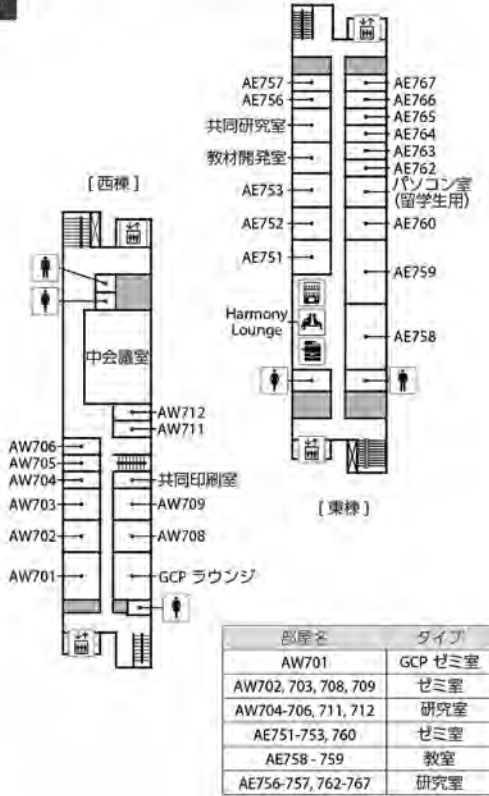 [西棟]
中会議室
AW712
AW711
AW706
AW705
AW704
共同印刷室
AW703
AW709
AW702
AW708
AW701
GCP ラウンジ
AE757
AE767
AE756
AE766
AE765
共同研究室
AE764
AE763
教材開発室
AE762
AE753
パソコン室
(留学生用)
AE752
AE760
AE751
AE759
Harmony
Lounge
AE758
[東棟]
部屋名 タイプ
AW701 GCP ゼミ室
AW702, 703, 708, 709 ゼミ室
AW704-706, 711, 712 研究室
AE751-753, 760 ゼミ室
AE758 - 759 教室
AE756-757, 762-767 研究室